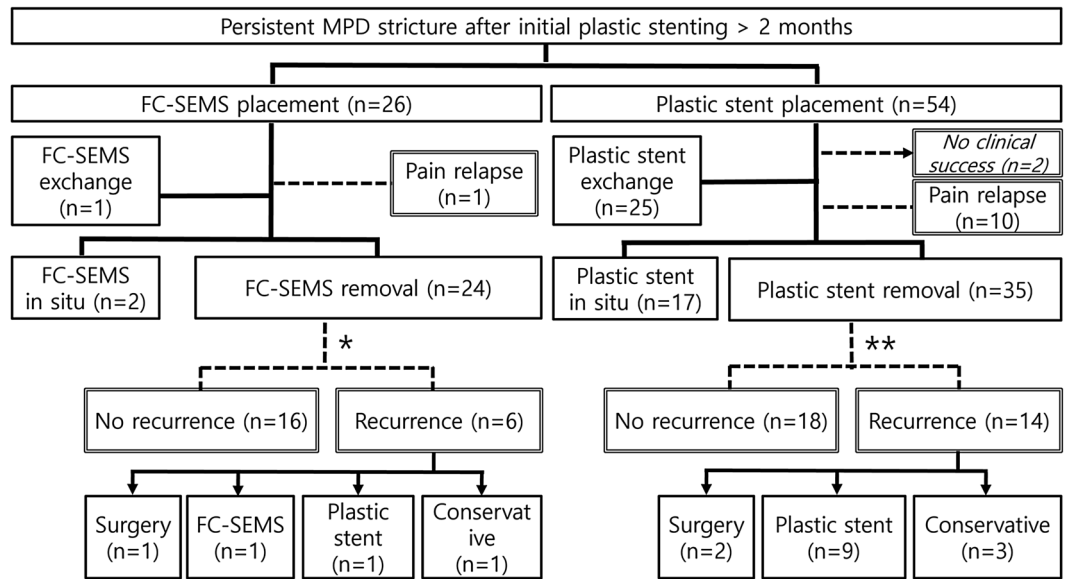 Persistent MPD stricture after initial plastic stenting > 2 months
FC-SEMS placement (n=26)
Plastic stent placement (n=54)
FC-SEMS
exchange
(n=1)
Pain relapse
(n=1)
Plastic stent
exchange
(n=25)
No clinical
success (n=2)
Pain relapse
(n=10)
FC-SEMS
in situ (n=2)
FC-SEMS removal (n=24)
Plastic stent
in situ (n=17)
Plastic stent removal (n=35)
*
**
No recurrence (n=16)
Recurrence (n=6)
No recurrence (n=18)
Recurrence (n=14)
Surgery
(n=1)
FC-SEMS
(n=1)
Plastic
stent
(n=1)
Conservat
ive
(n=1)
Surgery
(n=2)
Plastic stent
(n=9)
Conservative
(n=3)